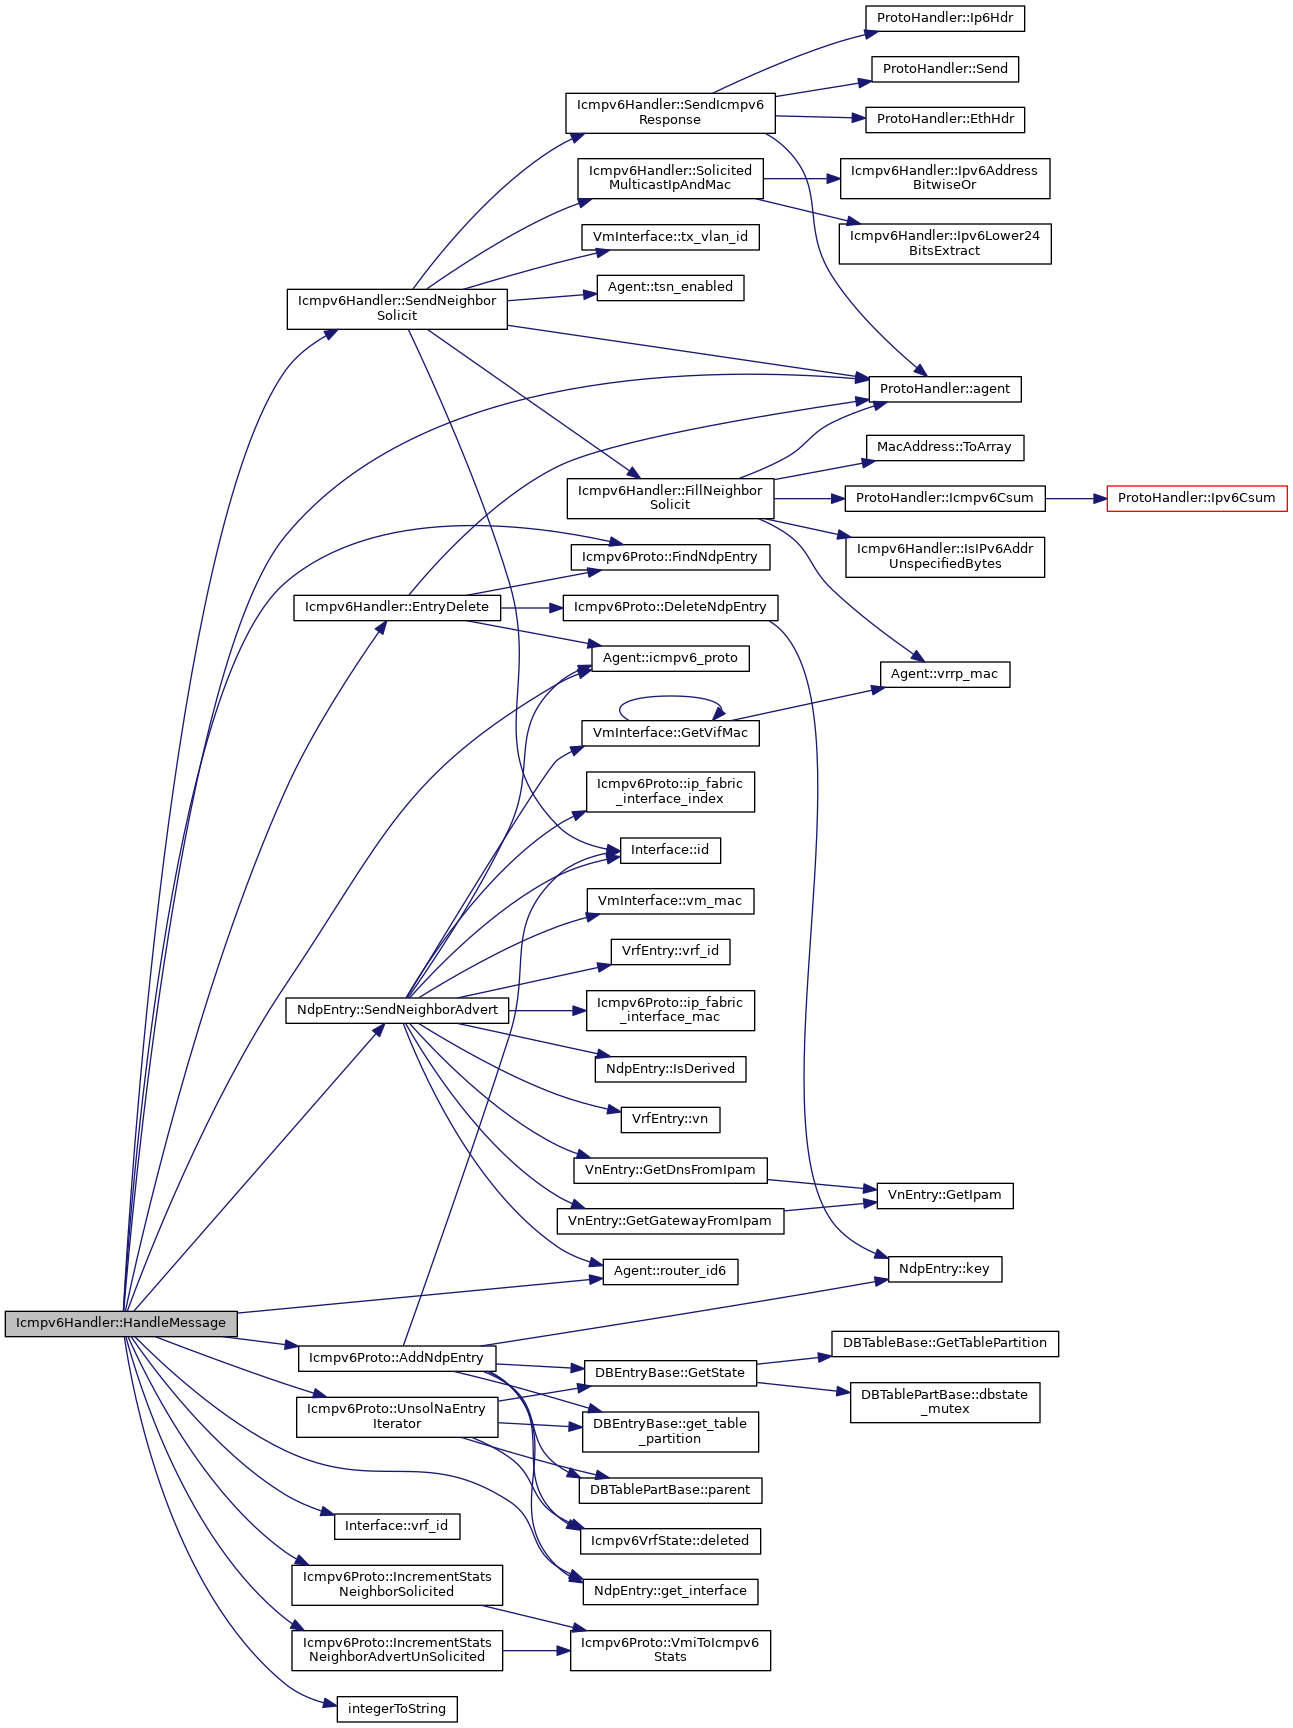 ProtoHandler::Ip6Hdr
ProtoHandler::Send
Icmpv6Handler::SendIcmpv6
Response
ProtoHandler::EthHdr
Icmpv6Handler::Solicited
MulticastIpAndMac
Icmpv6Handler::Ipv6Address
BitwiseOr
VmInterface::tx_vlan_id
Icmpv6Handler::Ipv6Lower24
BitsExtract
Agent::tsn_enabled
Icmpv6Handler::SendNeighbor
Solicit
ProtoHandler::agent
MacAddress::ToArray
Icmpv6Handler::FillNeighbor
Solicit
ProtoHandler::Icmpv6Csum
ProtoHandler::Ipv6Csum
Icmpv6Proto::FindNdpEntry
Icmpv6Handler::IsIPv6Addr
UnspecifiedBytes
Icmpv6Handler::EntryDelete
Icmpv6Proto::DeleteNdpEntry
Agent::icmpv6_proto
Agent::vrrp_mac
VmInterface::GetVifMac
Icmpv6Proto::ip_fabric
_interface_index
Interface::id
VmInterface::vm_mac
VrfEntry::vrf_id
NdpEntry::SendNeighborAdvert
Icmpv6Proto::ip_fabric
_interface_mac
NdpEntry::IsDerived
VrfEntry::vn
VnEntry::GetDnsFromIpam
VnEntry::GetIpam
VnEntry::GetGatewayFromIpam
Agent::router_id6
NdpEntry::key
Icmpv6Handler::HandleMessage
Icmpv6Proto::AddNdpEntry
DBTableBase::GetTablePartition
DBEntryBase::GetState
DBTablePartBase::dbstate
_mutex
Icmpv6Proto::UnsolNaEntry
Iterator
DBEntryBase::get_table
_partition
DBTablePartBase::parent
Interface::vrf_id
Icmpv6VrfState::deleted
Icmpv6Proto::IncrementStats
NeighborSolicited
NdpEntry::get_interface
Icmpv6Proto::IncrementStats
NeighborAdvertUnSolicited
Icmpv6Proto::VmiToIcmpv6
Stats
integerToString